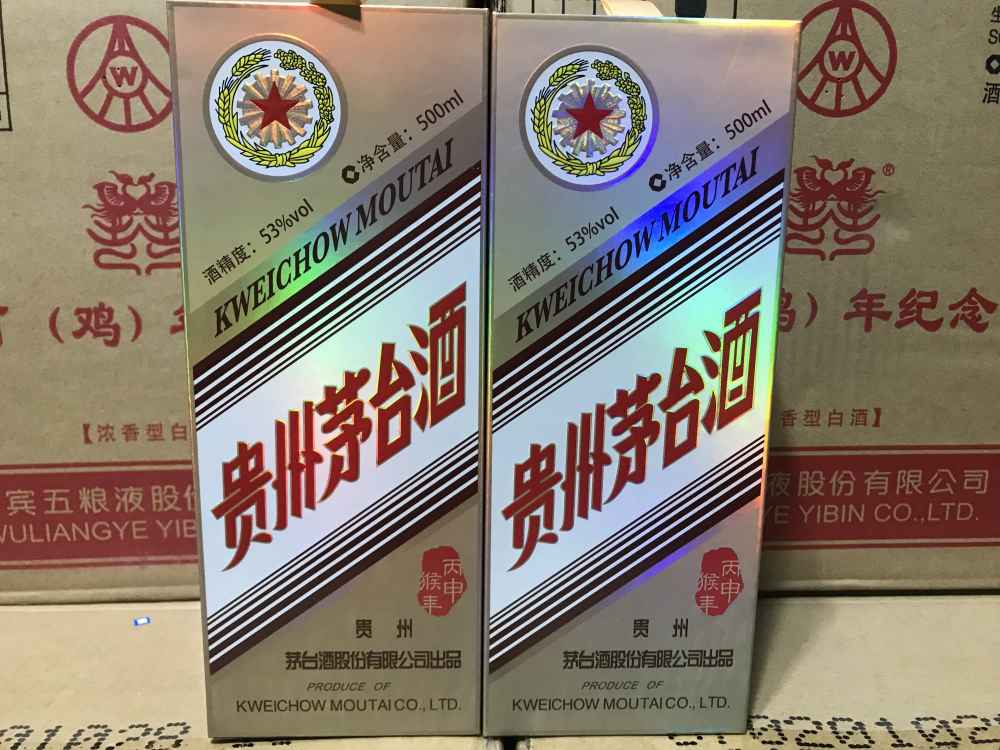 净含量：500ml
酒精度：53%vol
KWEICHOW MOUTAI
贵州茅台酒
丙申
猴年
贵州
茅台酒股份有限公司出品
PRODUCE OF
KWEICHOW MOUTAI CO., LTD.
净含量：500ml
酒精度：53%vol
KWEICHOW MOUTAI
贵州茅台酒
丙申
猴年
贵州
茅台酒股份有限公司出品
PRODUCE OF
KWEICHOW MOUTAI CO., LTD.
W
（鸡）
【浓香型白
宾五粮液股份
WULIANGYE YIB
W
®
酒
鸡）年纪念
香型白酒】
液股份有限公司
YE YIBIN CO.,LTD.